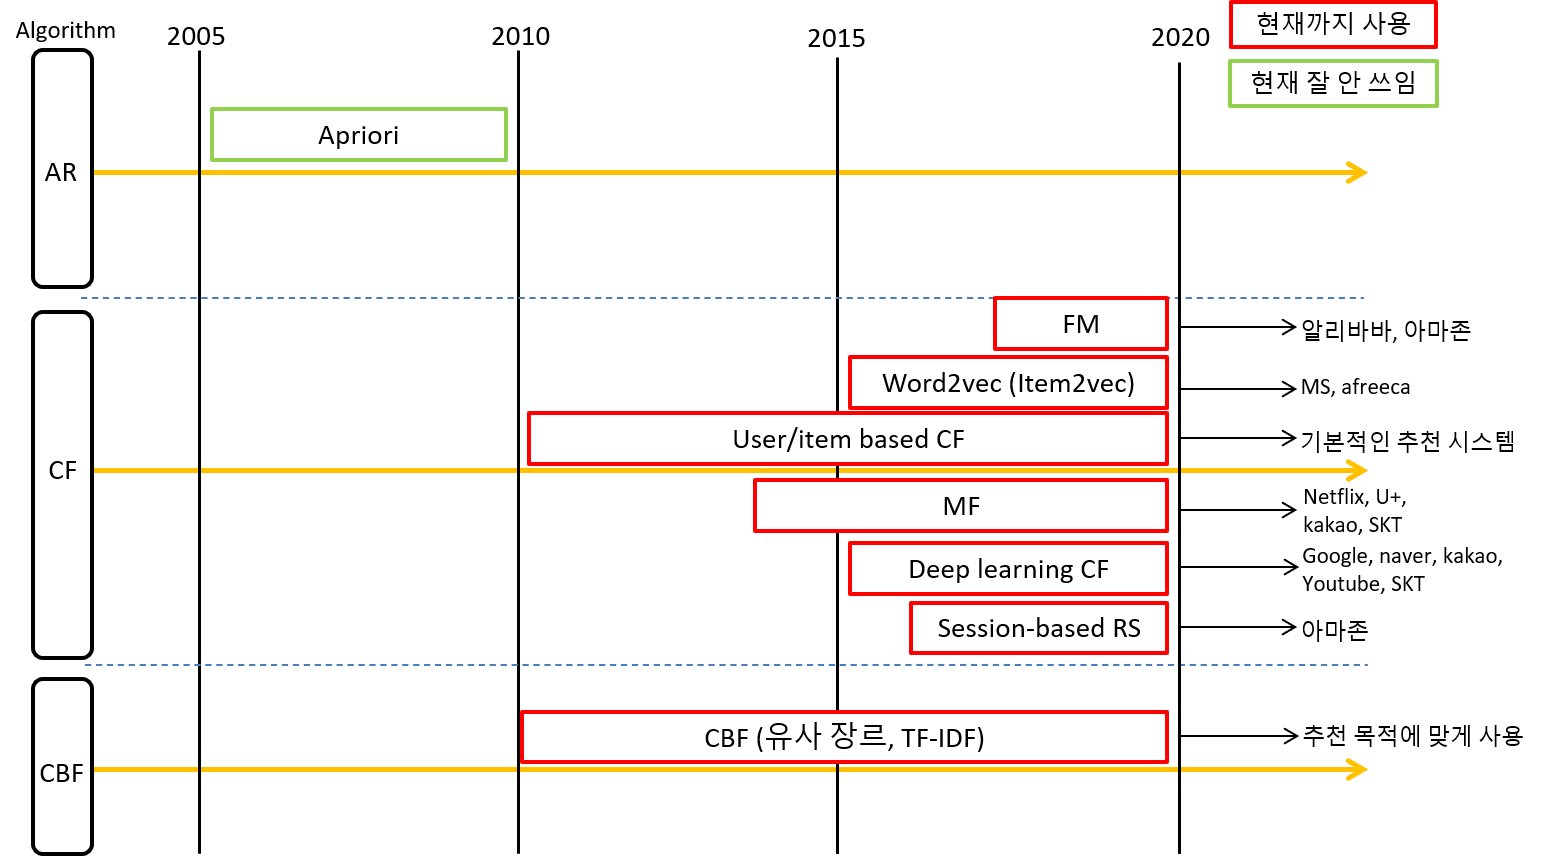 Algorithm
2005
2010
2015
2020
현재까지 사용
현재 잘 안 쓰임
Apriori
AR
FM
알리바바, 아마존
Word2vec (Item2vec)
MS, afreeca
User/item based CF
기본적인 추천 시스템
CF
MF
Netflix, U+,
kakao, SKT
Deep learning CF
Google, naver, kakao,
Youtube, SKT
Session-based RS
아마존
CBF (유사 장르, TF-IDF)
추천 목적에 맞게 사용
CBF